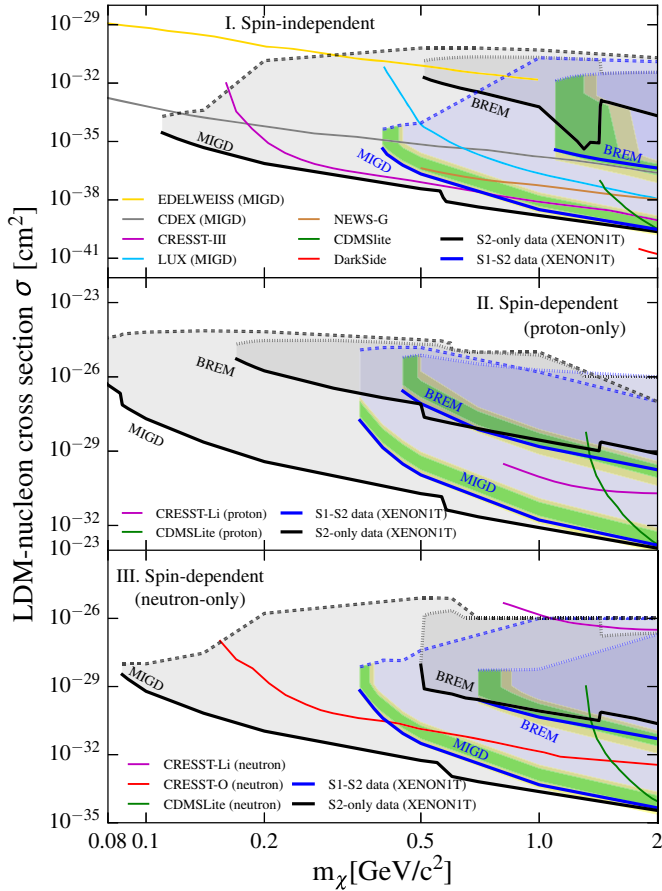 LDM-nucleon cross section σ [cm²]
I. Spin-independent
10⁻²⁹
10⁻³²
10⁻³⁵
10⁻³⁸
10⁻⁴¹
MIGD
MIGD
BREM
BREM
EDELWEISS (MIGD)
CDEX (MIGD)
CRESST-III
LUX (MIGD)
NEWS-G
CDMSlite
DarkSide
S2-only data (XENON1T)
S1-S2 data (XENON1T)
II. Spin-dependent
(proton-only)
10⁻²³
10⁻²⁶
10⁻²⁹
10⁻³²
BREM
BREM
MIGD
MIGD
CRESST-Li (proton)
CDMSLite (proton)
S1-S2 data (XENON1T)
S2-only data (XENON1T)
III. Spin-dependent
(neutron-only)
10⁻²³
10⁻²⁶
10⁻²⁹
10⁻³²
10⁻³⁵
MIGD
BREM
BREM
MIGD
CRESST-Li (neutron)
CRESST-O (neutron)
CDMSLite (neutron)
S1-S2 data (XENON1T)
S2-only data (XENON1T)
0.08 0.1 0.2 0.5 1.0 2
mᵪ[GeV/c²]